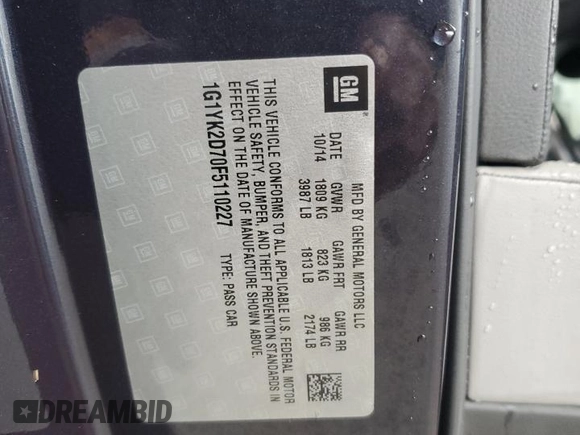 GM
MFD BY GENERAL MOTORS LLC
DATE GVWR GAWR FRT GAWR RR
10/14 1809 KG 823 KG 986 KG
3987 LB 1813 LB 2174 LB
THIS VEHICLE CONFORMS TO ALL APPLICABLE U.S. FEDERAL MOTOR
VEHICLE SAFETY, BUMPER, AND THEFT PREVENTION STANDARDS IN
EFFECT ON THE DATE OF MANUFACTURE SHOWN ABOVE.
1G1YK2D70F5110227 TYPE: PASS CAR
DREAMBID